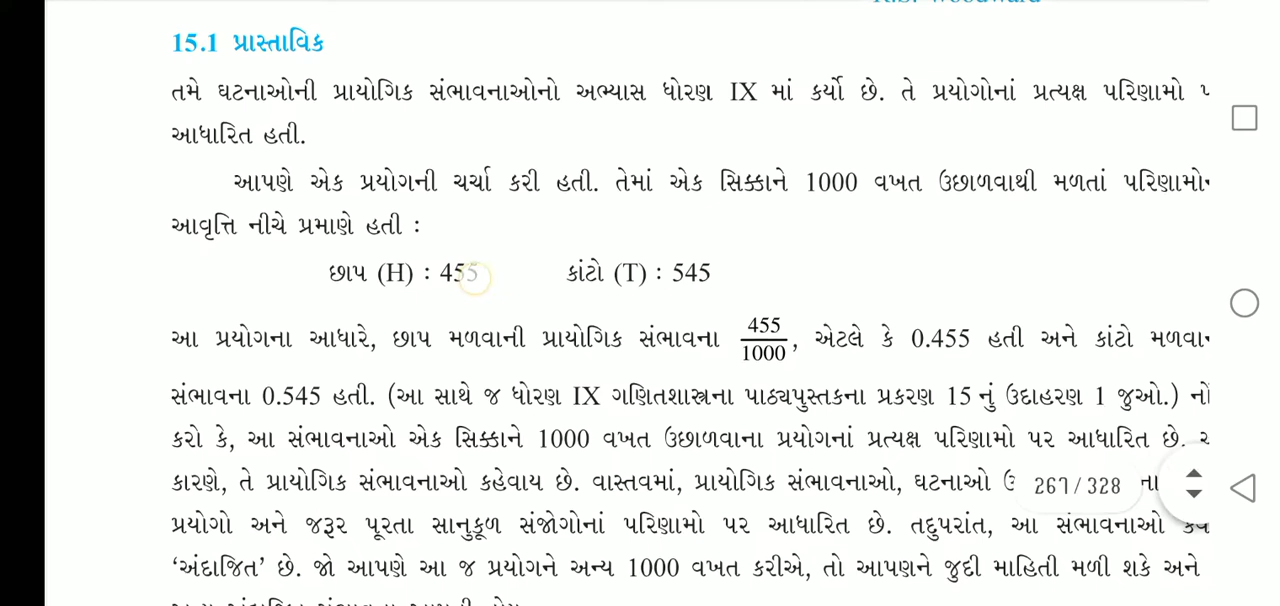 15.1 પ્રાસ્તાવિક
તમે ઘટનાઓની પ્રાયોગિક સંભાવનાઓનો અભ્યાસ ધોરણ IX માં કર્યો છે. તે પ્રયોગોનાં પ્રત્યક્ષ પરિણામો
આધારિત હતી.
આપણે એક પ્રયોગની ચર્ચા કરી હતી. તેમાં એક સિક્કાને 1000 વખત ઉછાળવાથી મળતાં
આવૃત્તિ નીચે પ્રમાણે હતી :
છાપ (H) : 455 કાંટો (T) : 545
આ પ્રયોગના આધારે, છાપ મળવાની પ્રાયોગિક સંભાવના 455/1000, એટલે કે 0.455 હતી અને કાંટો
સંભાવના 0.545 હતી. (આ સાથે જ ધોરણ IX ગણિતશાસ્ત્રના પાઠ્યપુસ્તકના પ્રકરણ 15 નું ઉદાહરણ 1 જુઓ.)
કરો કે, આ સંભાવનાઓ એક સિક્કાને 1000 વખત ઉછાળવાના પ્રયોગનાં પ્રત્યક્ષ પરિણામો પર આધારિત છે.
કારણે, તે પ્રાયોગિક સંભાવનાઓ કહેવાય છે. વાસ્તવમાં, પ્રાયોગિક સંભાવનાઓ, ઘટનાઓ
267 / 328
પ્રયોગો અને જરૂર પૂરતા સાનુકૂળ સંજોગોનાં પરિણામો પર આધારિત છે. તદુપરાંત, આ સંભાવનાઓ
‘અંદાજિત’ છે. જો આપણે આ જ પ્રયોગને અન્ય 1000 વખત કરીએ, તો આપણને જુદી માહિતી મળી શકે અને